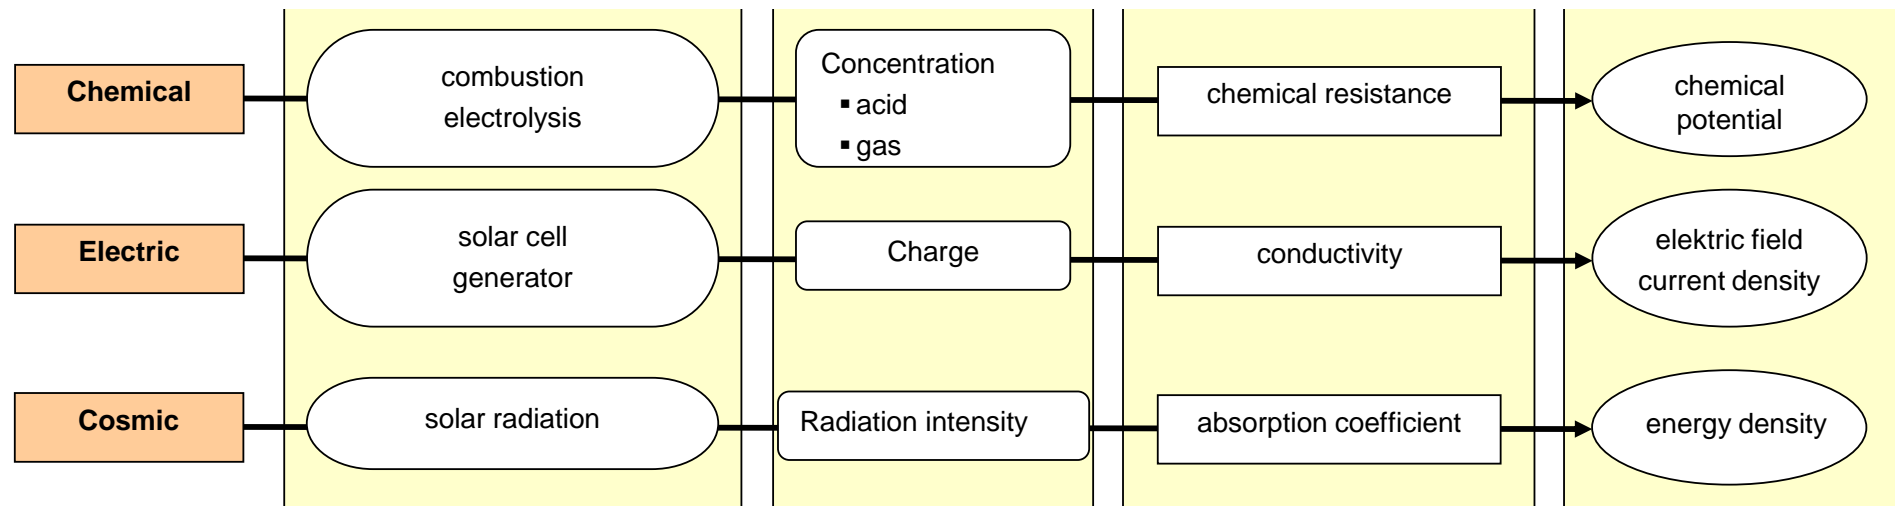 Chemical
combustion
electrolysis
Concentration
▪ acid
▪ gas
chemical resistance
chemical
potential
Electric
solar cell
generator
Charge
conductivity
elektric field
current density
Cosmic
solar radiation
Radiation intensity
absorption coefficient
energy density